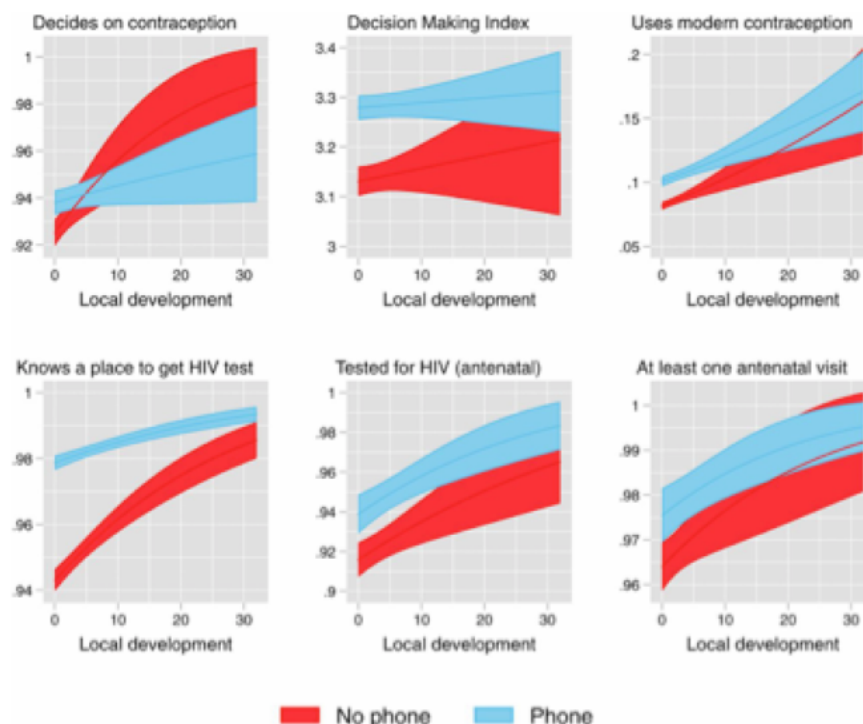 Decides on contraception
1
.98
.96
.94
.92
0 10 20 30
Local development
Decision Making Index
3.4
3.3
3.2
3.1
3
0 10 20 30
Local development
Uses modern contraception
.2
.15
.1
.05
0 10 20 30
Local development
Knows a place to get HIV test
1
.98
.96
.94
0 10 20 30
Local development
Tested for HIV (antenatal)
1
.98
.96
.94
.92
.9
0 10 20 30
Local development
At least one antenatal visit
1
.99
.98
.97
.96
0 10 20 30
Local development
No phone Phone